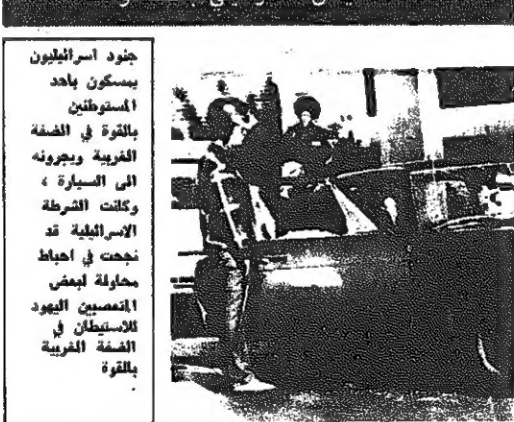 جنود اسرائيليون
يمسكون باحد
المستوطنين
بالقوة في الضفة
الغربية ويجرونه
الى السيارة ،
وكانت الشرطة
الاسرائيلية قد
نجحت في احباط
محاولة لبعض
المتعصبين اليهود
للاستيطان في
الضفة الغربية
بالقوة